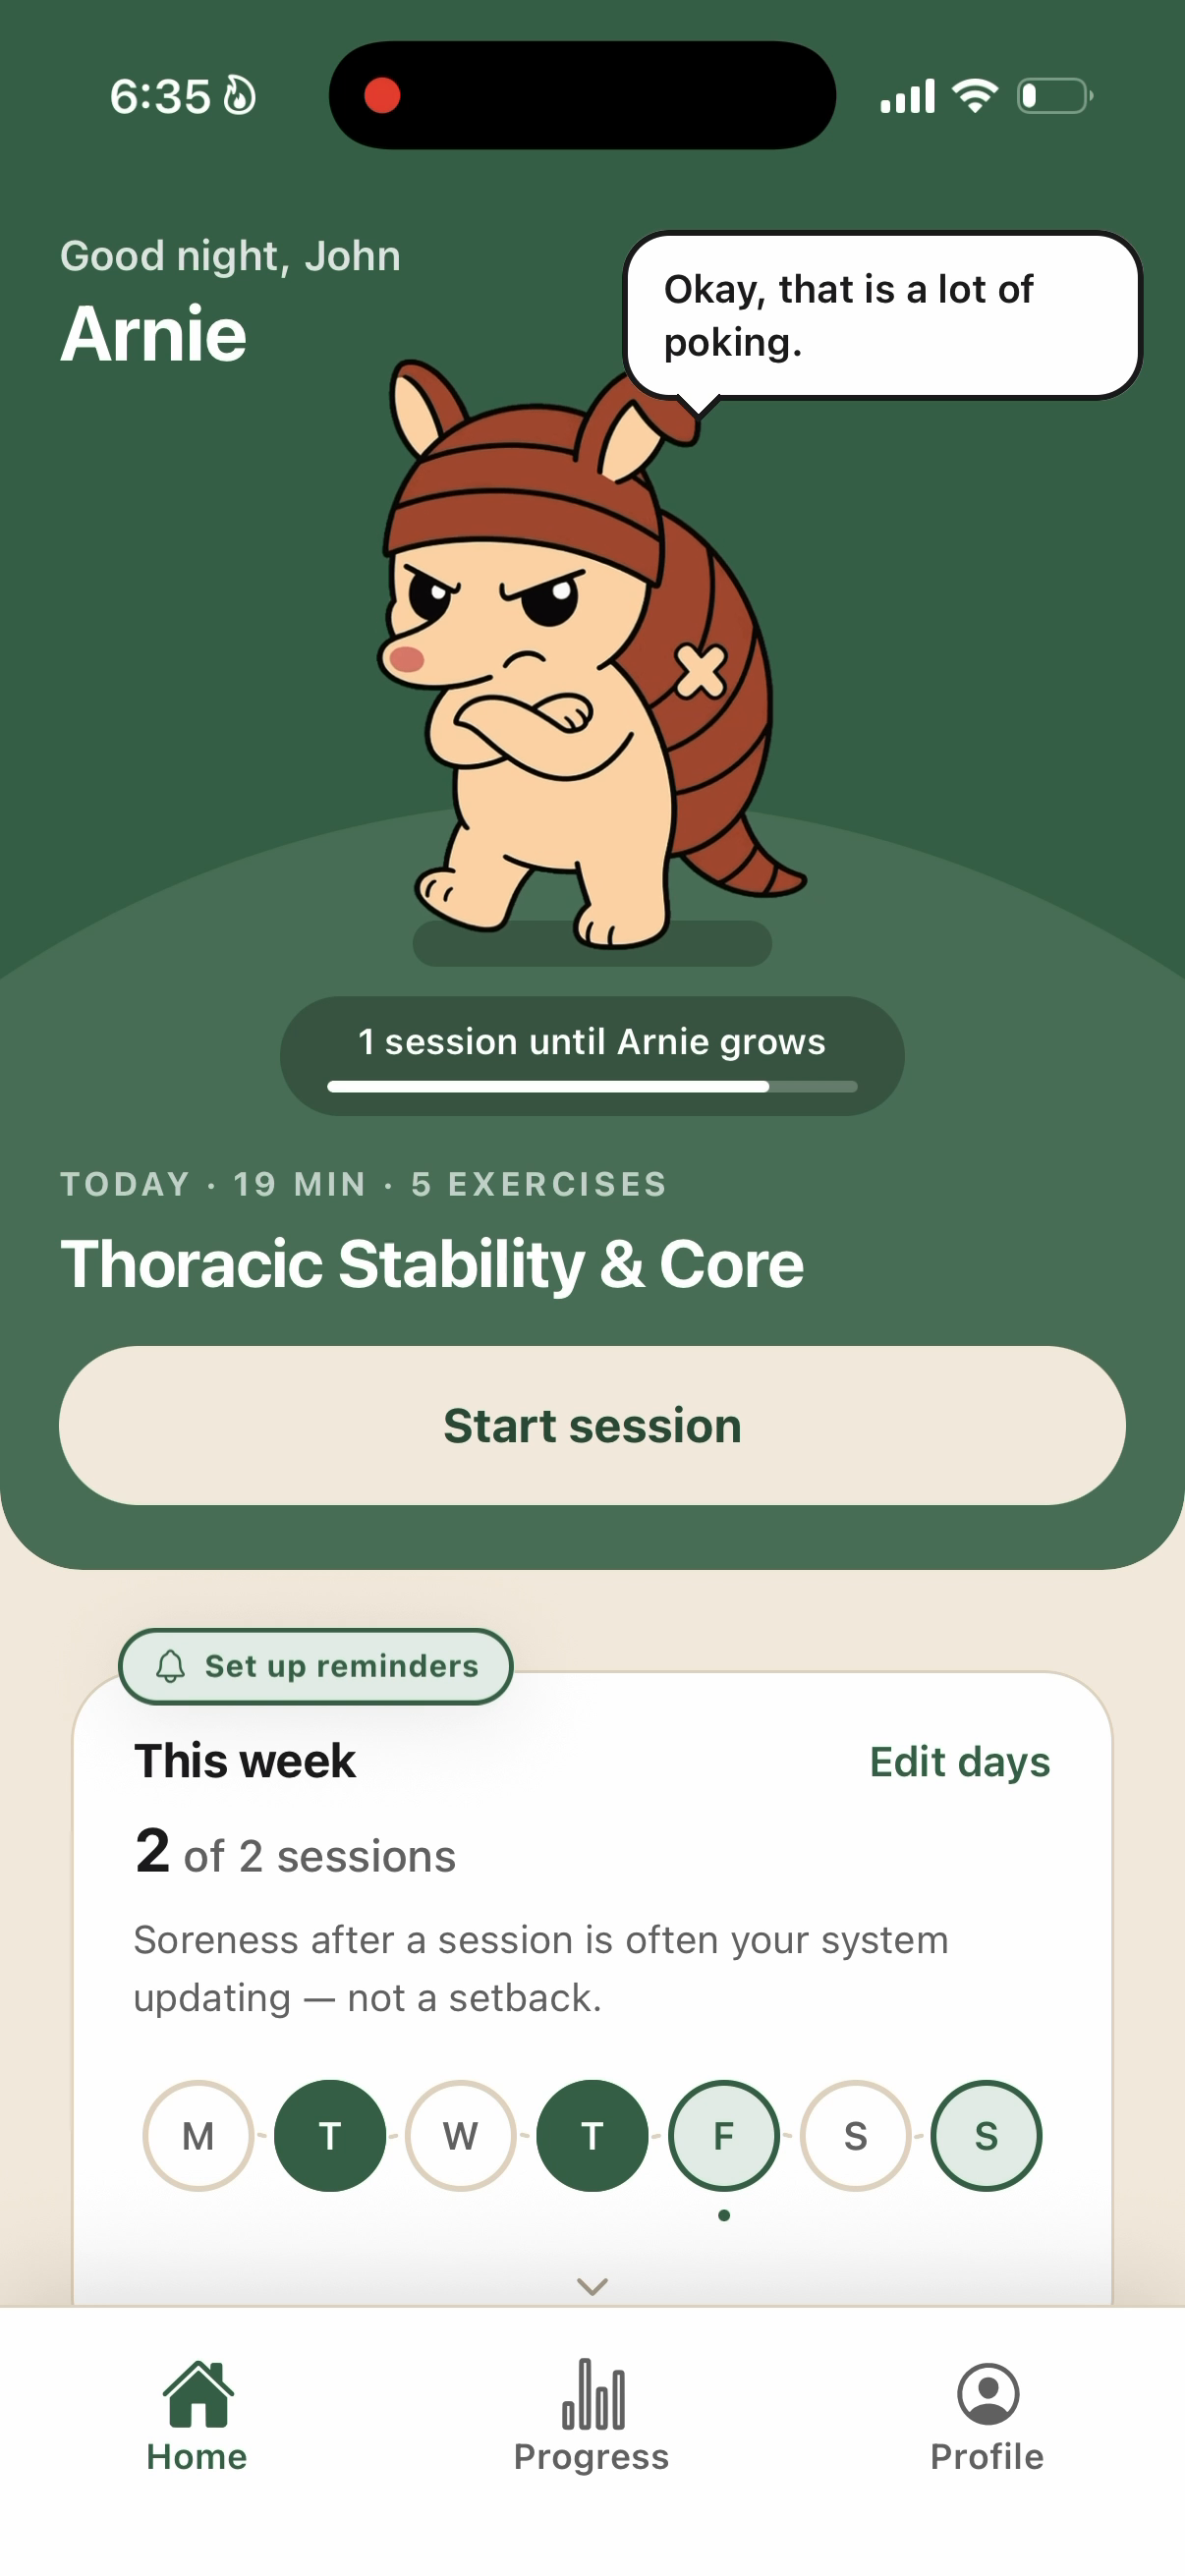 6:35
Good night, John
Arnie
Okay, that is a lot of
poking.
1 session until Arnie grows
TODAY · 19 MIN · 5 EXERCISES
Thoracic Stability & Core
Start session
Set up reminders
This week
Edit days
2 of 2 sessions
Soreness after a session is often your system
updating — not a setback.
M T W T F S S
Home Progress Profile